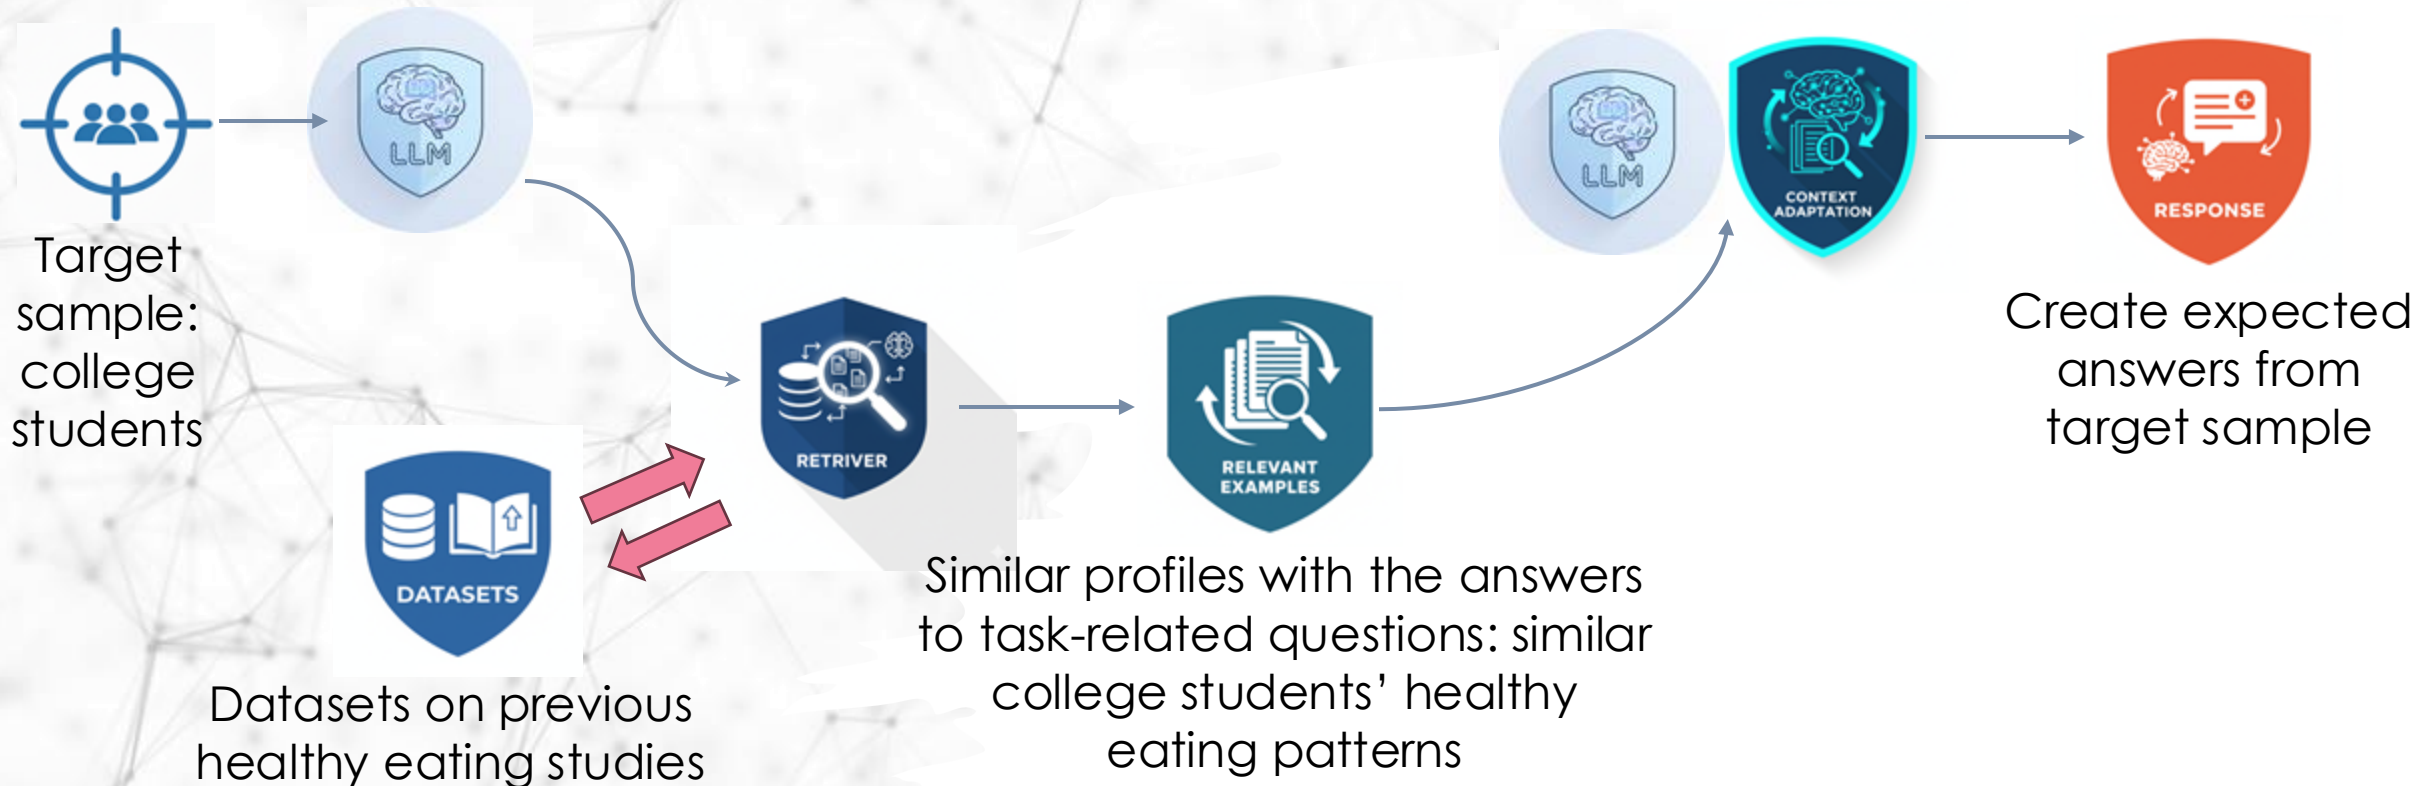 Target
sample:
college
students
LLM
DATASETS
Datasets on previous
healthy eating studies
RETRIVER
RELEVANT
EXAMPLES
Similar profiles with the answers
to task-related questions: similar
college students’ healthy
eating patterns
LLM
CONTEXT
ADAPTATION
RESPONSE
Create expected
answers from
target sample